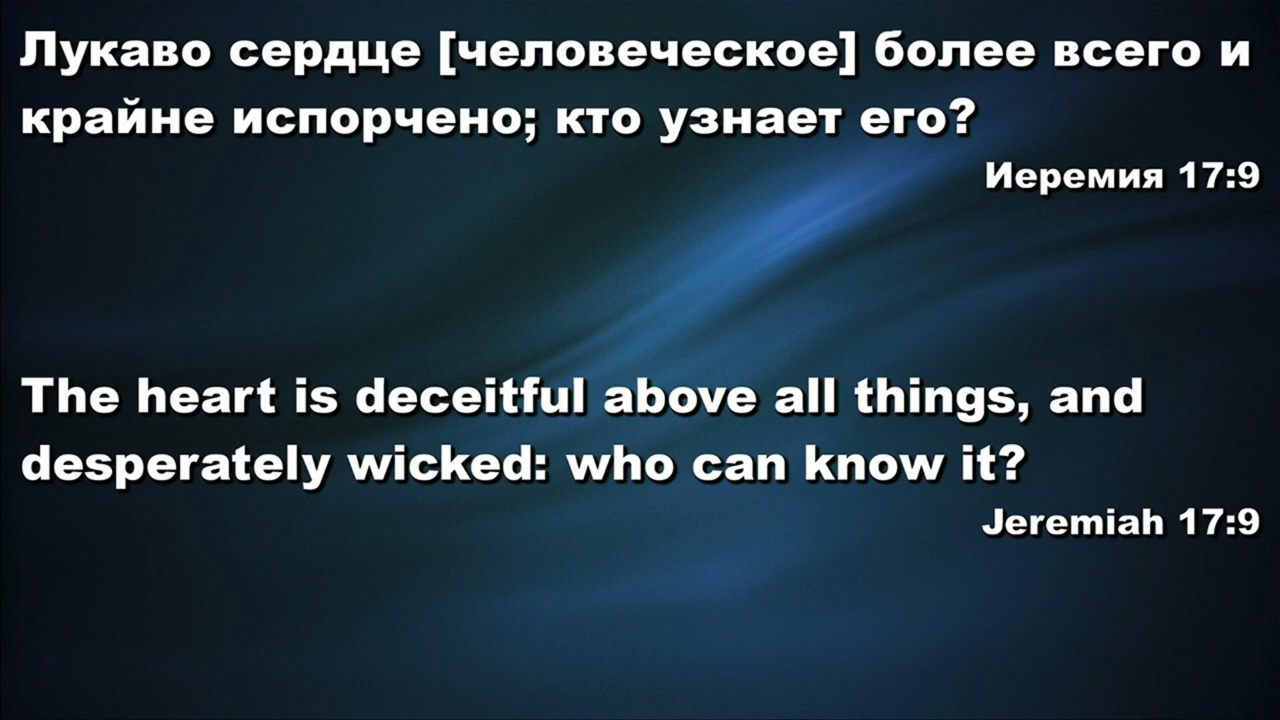 Лукаво сердце [человеческое] более всего и
крайне испорчено; кто узнает его?
Иеремия 17:9
The heart is deceitful above all things, and
desperately wicked: who can know it?
Jeremiah 17:9